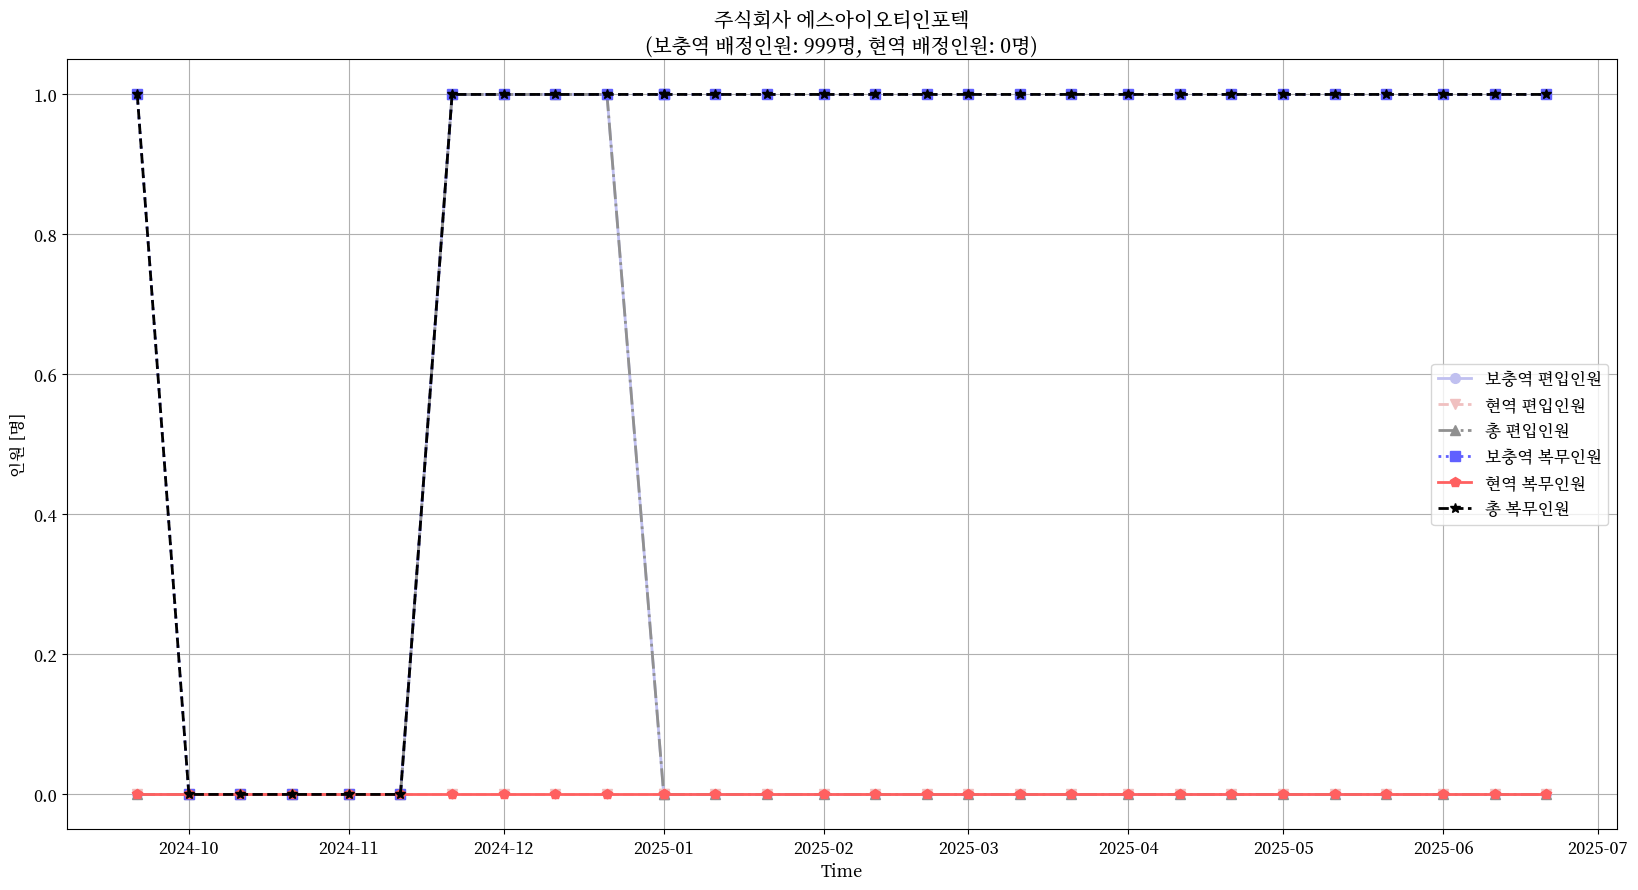 주식회사 에스아이오티인포텍
(보충역 배정인원: 999명, 현역 배정인원: 0명)
인원 [명]
1.0
0.8
0.6
0.4
0.2
0.0
보충역 편입인원
현역 편입인원
총 편입인원
보충역 복무인원
현역 복무인원
총 복무인원
2024-10
2024-11
2024-12
2025-01
2025-02
2025-03
2025-04
2025-05
2025-06
2025-07
Time